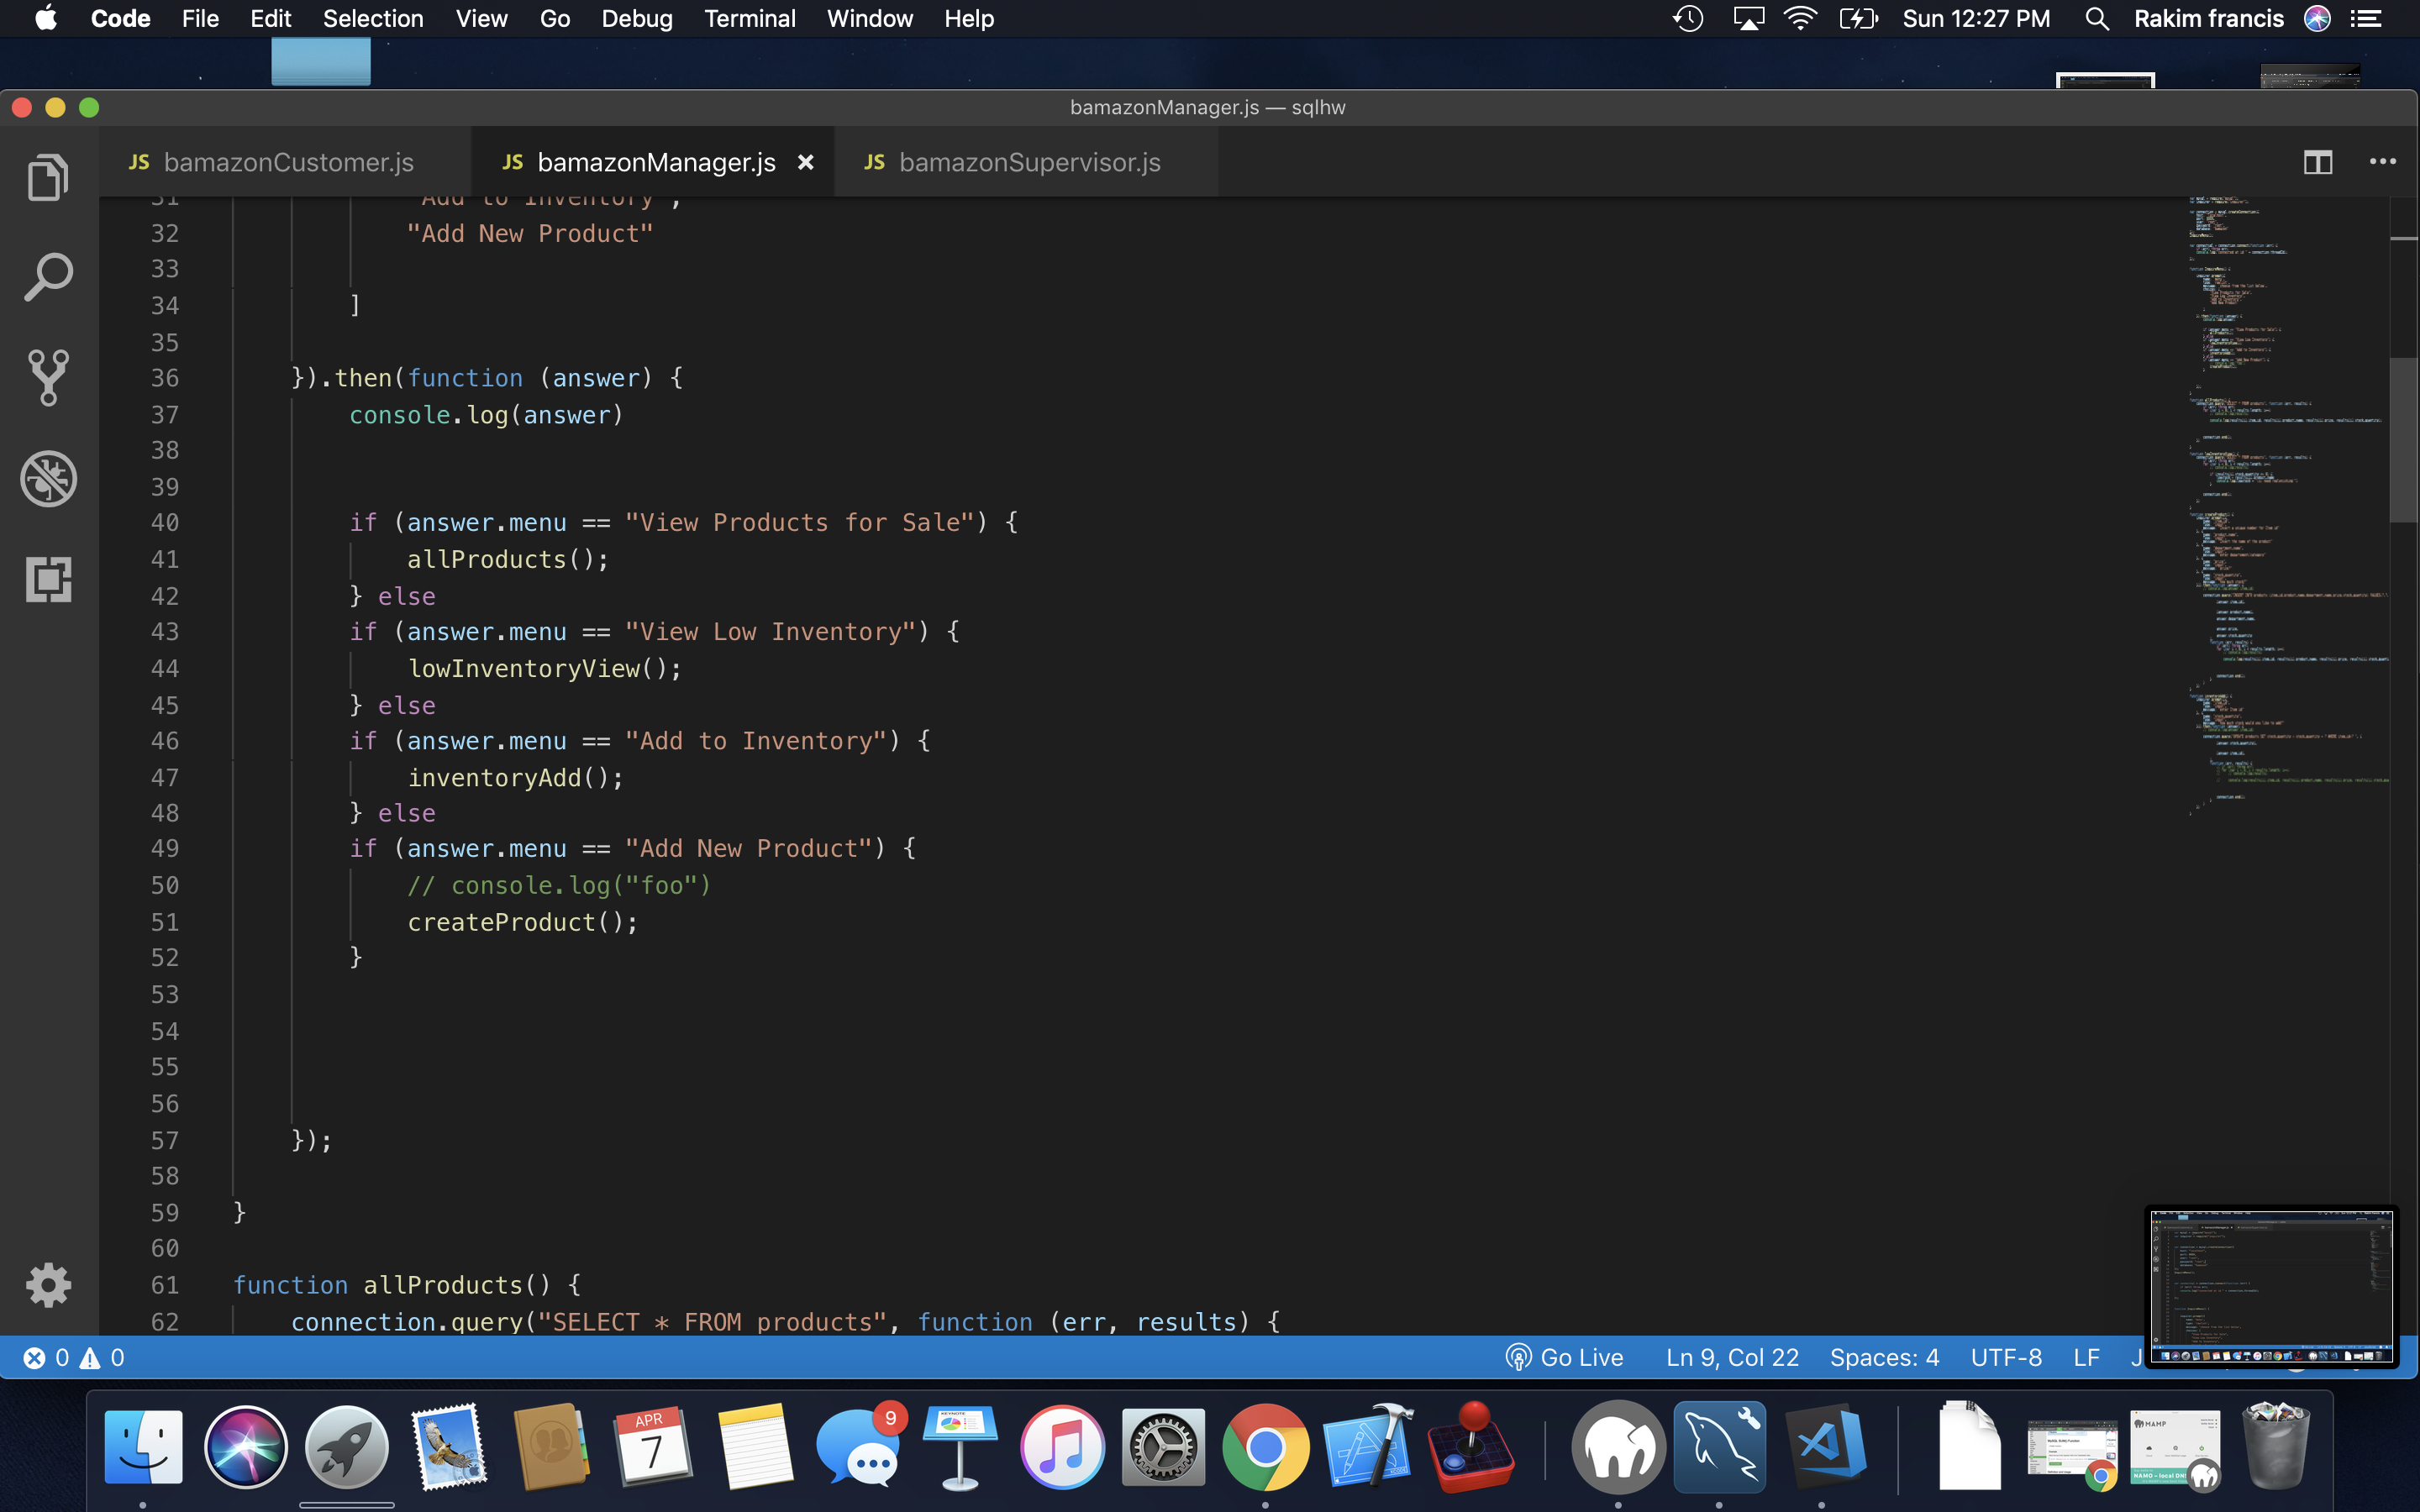 Code File Edit Selection View Go Debug Terminal Window Help Sun 12:27 PM Rakim francis
bamazonManager.js — sqlhw
JS bamazonCustomer.js JS bamazonManager.js × JS bamazonSupervisor.js
31 "Add to Inventory",
32 "Add New Product"
33
34 ]
35
36 }).then(function (answer) {
37 console.log(answer)
38
39
40 if (answer.menu == "View Products for Sale") {
41 allProducts();
42 } else
43 if (answer.menu == "View Low Inventory") {
44 lowInventoryView();
45 } else
46 if (answer.menu == "Add to Inventory") {
47 inventoryAdd();
48 } else
49 if (answer.menu == "Add New Product") {
50 // console.log("foo")
51 createProduct();
52 }
53
54
55
56
57 });
58
59 }
60
61 function allProducts() {
62 connection.query("SELECT * FROM products", function (err, results) {
0 0 Go Live Ln 9, Col 22 Spaces: 4 UTF-8 LF J
APR
7
9
KEYNOTE
MAMP